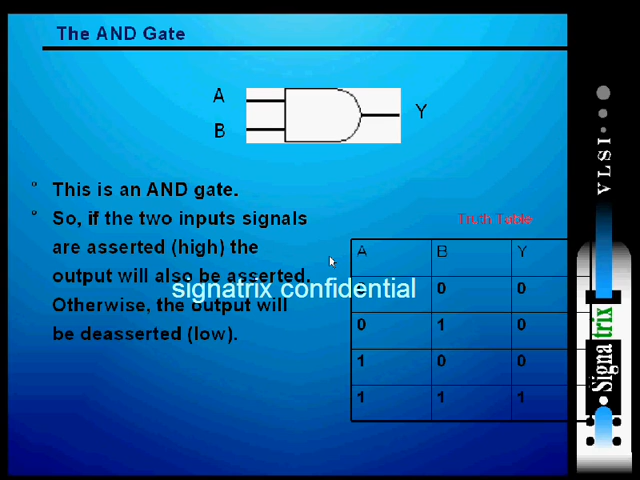 The AND Gate
A
B
Y
° This is an AND gate.
° So, if the two inputs signals
are asserted (high) the
output will also be asserted.
Otherwise, the output will
be deasserted (low).
signatrix confidential
Truth Table
A B Y
0 0
0 1 0
1 0 0
1 1 1
VLSI
Signatrix